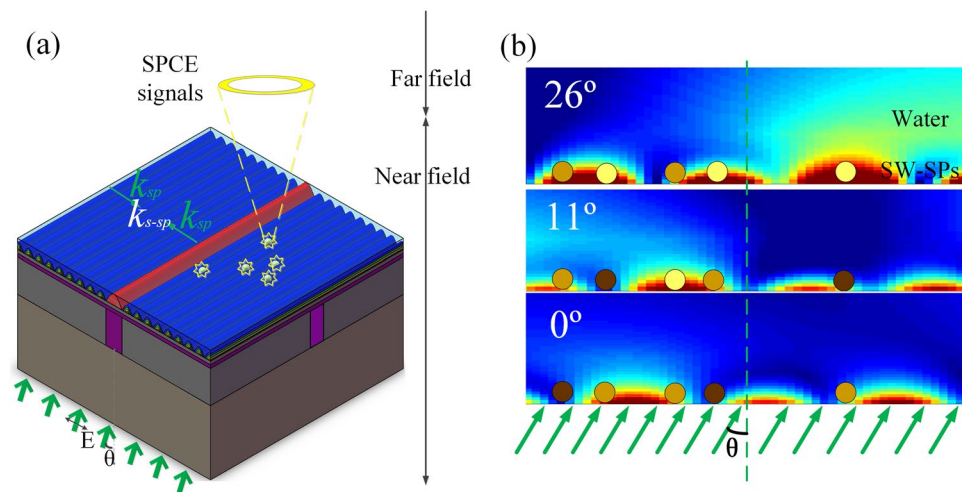 (a)
SPCE
signals
Far field
Near field
k_sp
k_s-sp k_sp
E
θ
(b)
26º
Water
SW-SPs
11º
0º
θ